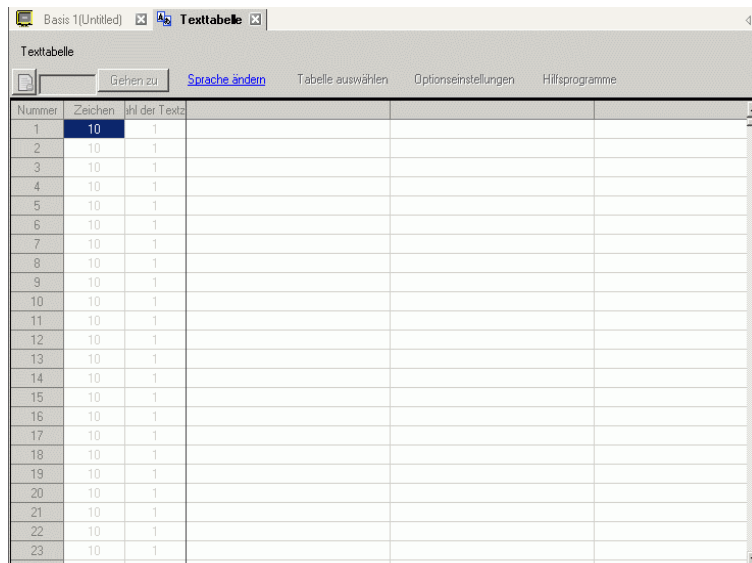 Basis 1(Untitled) Texttabelle
Texttabelle
Gehen zu Sprache ändern Tabelle auswählen Optionseinstellungen Hilfsprogramme
Nummer Zeichen ahl der Textz
1 10 1
2 10 1
3 10 1
4 10 1
5 10 1
6 10 1
7 10 1
8 10 1
9 10 1
10 10 1
11 10 1
12 10 1
13 10 1
14 10 1
15 10 1
16 10 1
17 10 1
18 10 1
19 10 1
20 10 1
21 10 1
22 10 1
23 10 1